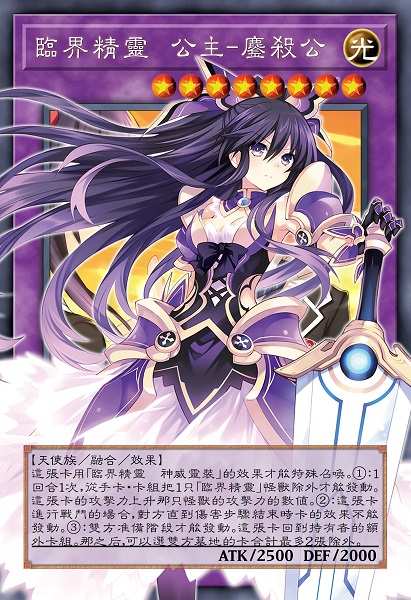 臨界精靈 公主-鏖殺公 光
【天使族／融合／效果】
這張卡用「臨界精靈 神威靈裝」的效果才能特殊召喚。①:1
回合1次,從手卡·卡組把1只「臨界精靈」怪獸除外才能發動。
這張卡的攻擊力上升那只怪獸的攻擊力的數值。②:這張卡
進行戰鬥的場合,對方直到傷害步驟結束時卡的效果不能
發動。③:雙方准備階段才能發動。這張卡回到持有者的額
外卡組。那之后,可以選雙方墓地的卡合計最多2張除外。
ATK/2500 DEF/2000